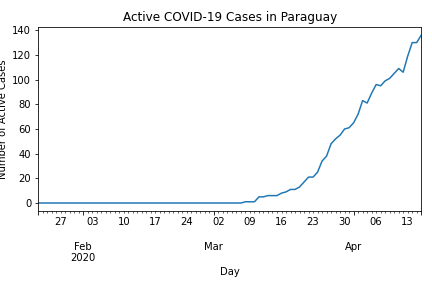 Active COVID-19 Cases in Paraguay
140
120
100
80
60
40
20
0
Number of Active Cases
27 03 10 17 24 02 09 16 23 30 06 13
Feb Mar Apr
2020
Day